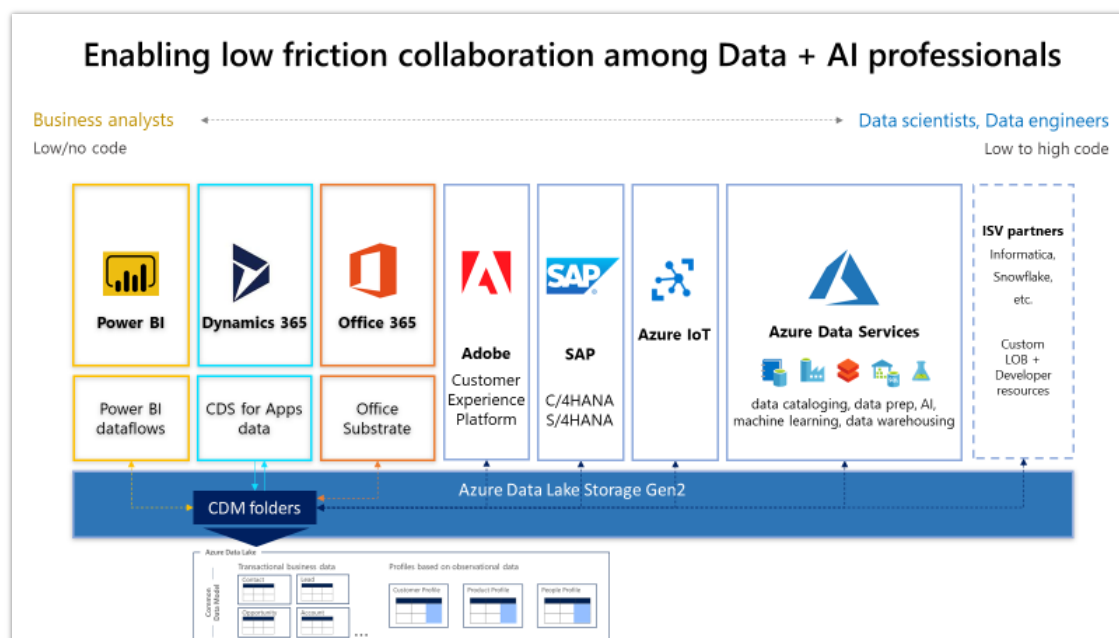 Enabling low friction collaboration among Data + AI professionals
Business analysts
Data scientists, Data engineers
Low/no code
Low to high code
Power BI
Dynamics 365
Office 365
Adobe
Customer
Experience
Platform
SAP
SAP
C/4HANA
S/4HANA
Azure IoT
Azure Data Services
data cataloging, data prep, AI,
machine learning, data warehousing
ISV partners
Informatica,
Snowflake,
etc.
Custom
LOB +
Developer
resources
Power BI
dataflows
CDS for Apps
data
Office
Substrate
Azure Data Lake Storage Gen2
CDM folders
Azure Data Lake
Common
Data Model
Transactional business data
Profiles based on observational data
Contact
Lead
Opportunity
Account
...
Customer Profile
Product Profile
People Profile